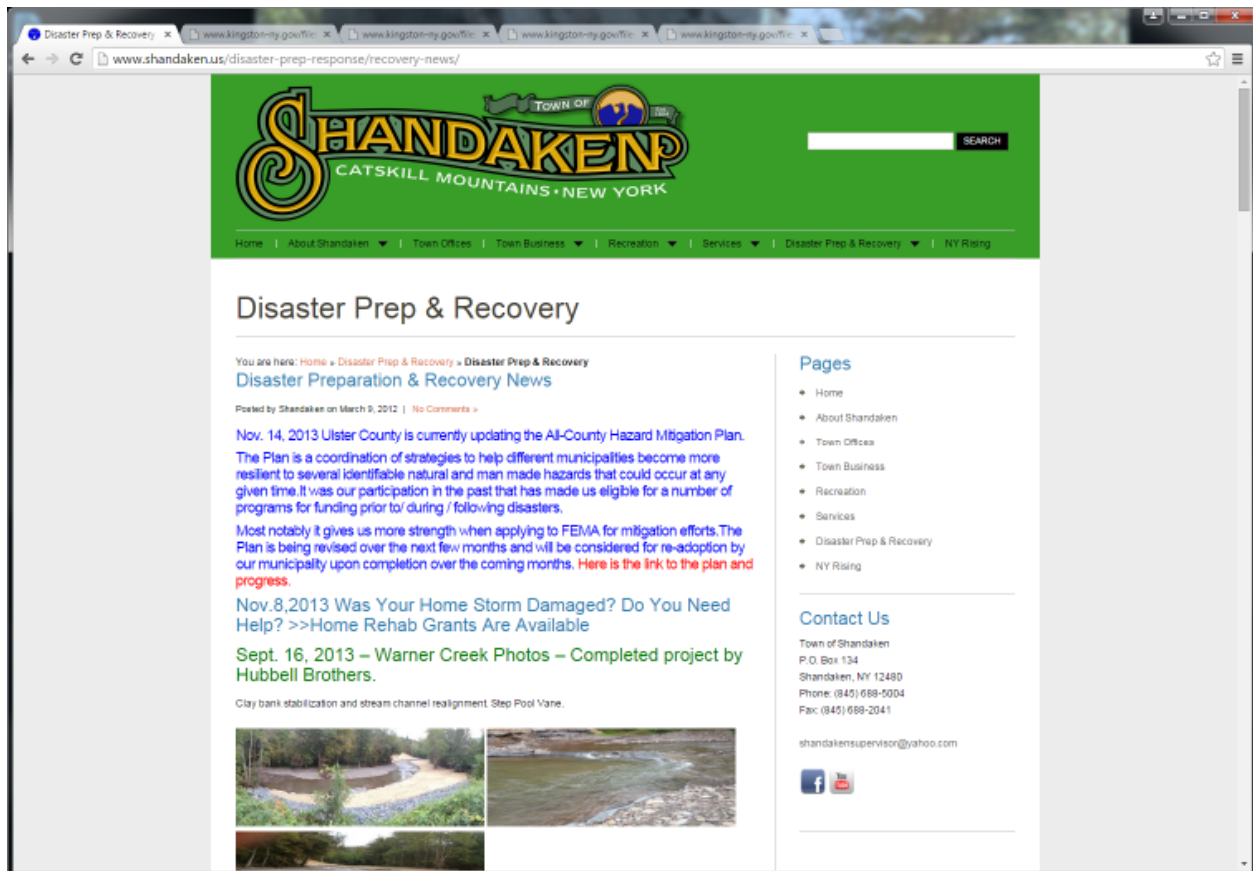 Disaster Prep & Recovery
www.kingston-ny.gov/file
www.kingston-ny.gov/file
www.kingston-ny.gov/file
www.kingston-ny.gov/file
www.shandaken.us/disaster-prep-response/recovery-news/
TOWN OF
SHANDAKEN
CATSKILL MOUNTAINS • NEW YORK
SEARCH
Home | About Shandaken | Town Offices | Town Business | Recreation | Services | Disaster Prep & Recovery | NY Rising
Disaster Prep & Recovery
You are here: Home » Disaster Prep & Recovery » Disaster Prep & Recovery
Disaster Preparation & Recovery News
Posted by Shandaken on March 9, 2012 | No Comments »
Nov. 14, 2013 Ulster County is currently updating the All-County Hazard Mitigation Plan.
The Plan is a coordination of strategies to help different municipalities become more
resilient to several identifiable natural and man made hazards that could occur at any
given time.It was our participation in the past that has made us eligible for a number of
programs for funding prior to/ during / following disasters.
Most notably it gives us more strength when applying to FEMA for mitigation efforts.The
Plan is being revised over the next few months and will be considered for re-adoption by
our municipality upon completion over the coming months. Here is the link to the plan and
progress.
Nov.8,2013 Was Your Home Storm Damaged? Do You Need
Help? >>Home Rehab Grants Are Available
Sept. 16, 2013 – Warner Creek Photos – Completed project by
Hubbell Brothers.
Clay bank stabilization and stream channel realignment. Step Pool Vane.
Pages
Home
About Shandaken
Town Offices
Town Business
Recreation
Services
Disaster Prep & Recovery
NY Rising
Contact Us
Town of Shandaken
P.O. Box 134
Shandaken, NY 12480
Phone: (845) 688-5004
Fax: (845) 688-2041
shandakensupervisor@yahoo.com
f
You
Tube